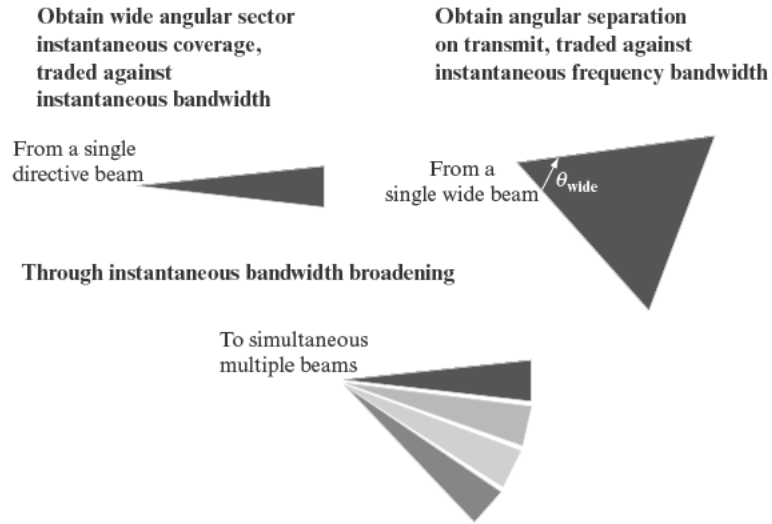 Obtain wide angular sector
instantaneous coverage,
traded against
instantaneous bandwidth
Obtain angular separation
on transmit, traded against
instantaneous frequency bandwidth
From a single
directive beam
From a
single wide beam
θwide
Through instantaneous bandwidth broadening
To simultaneous
multiple beams